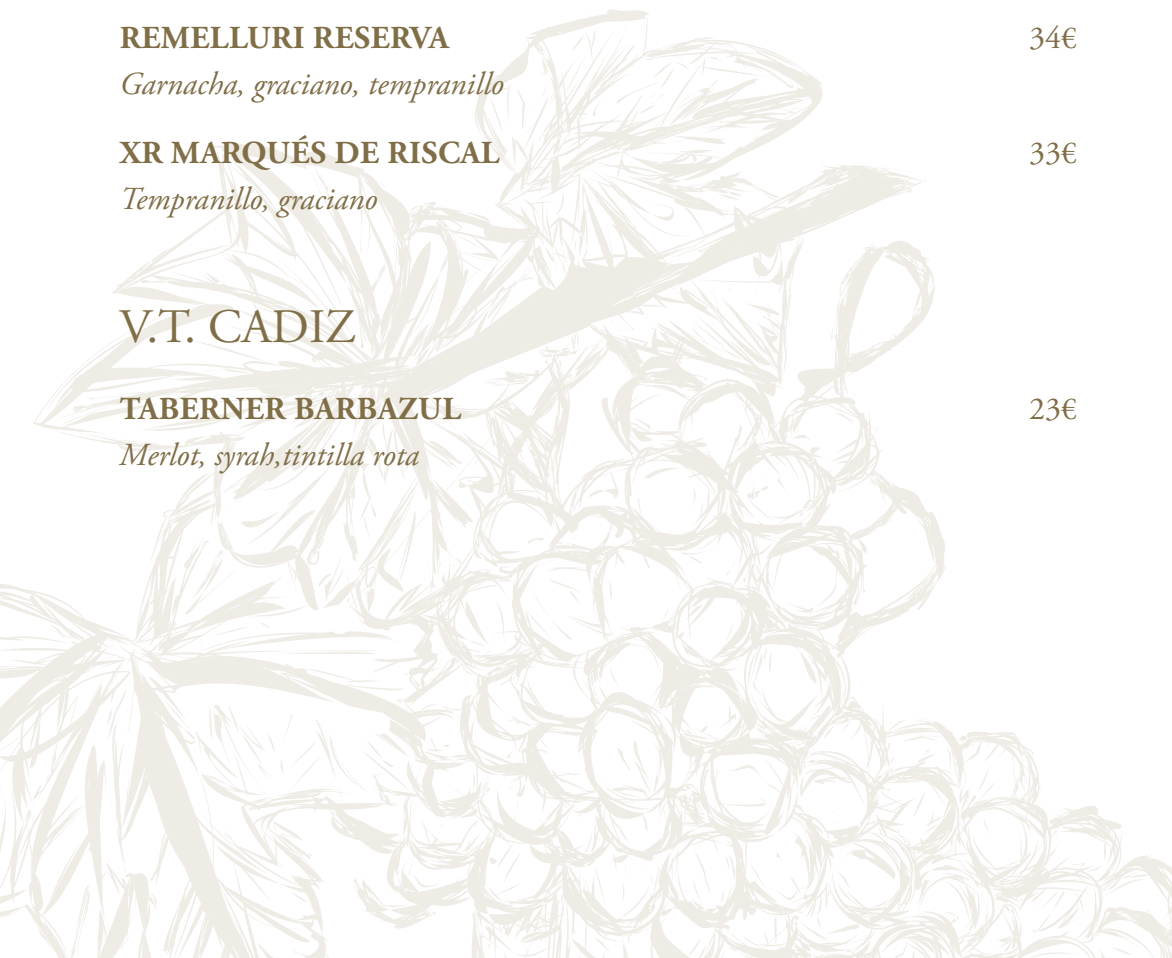 REMELLURI RESERVA 34€
Garnacha, graciano, tempranillo
XR MARQUÉS DE RISCAL 33€
Tempranillo, graciano
V.T. CADIZ
TABERNER BARBAZUL 23€
Merlot, syrah,tintilla rota